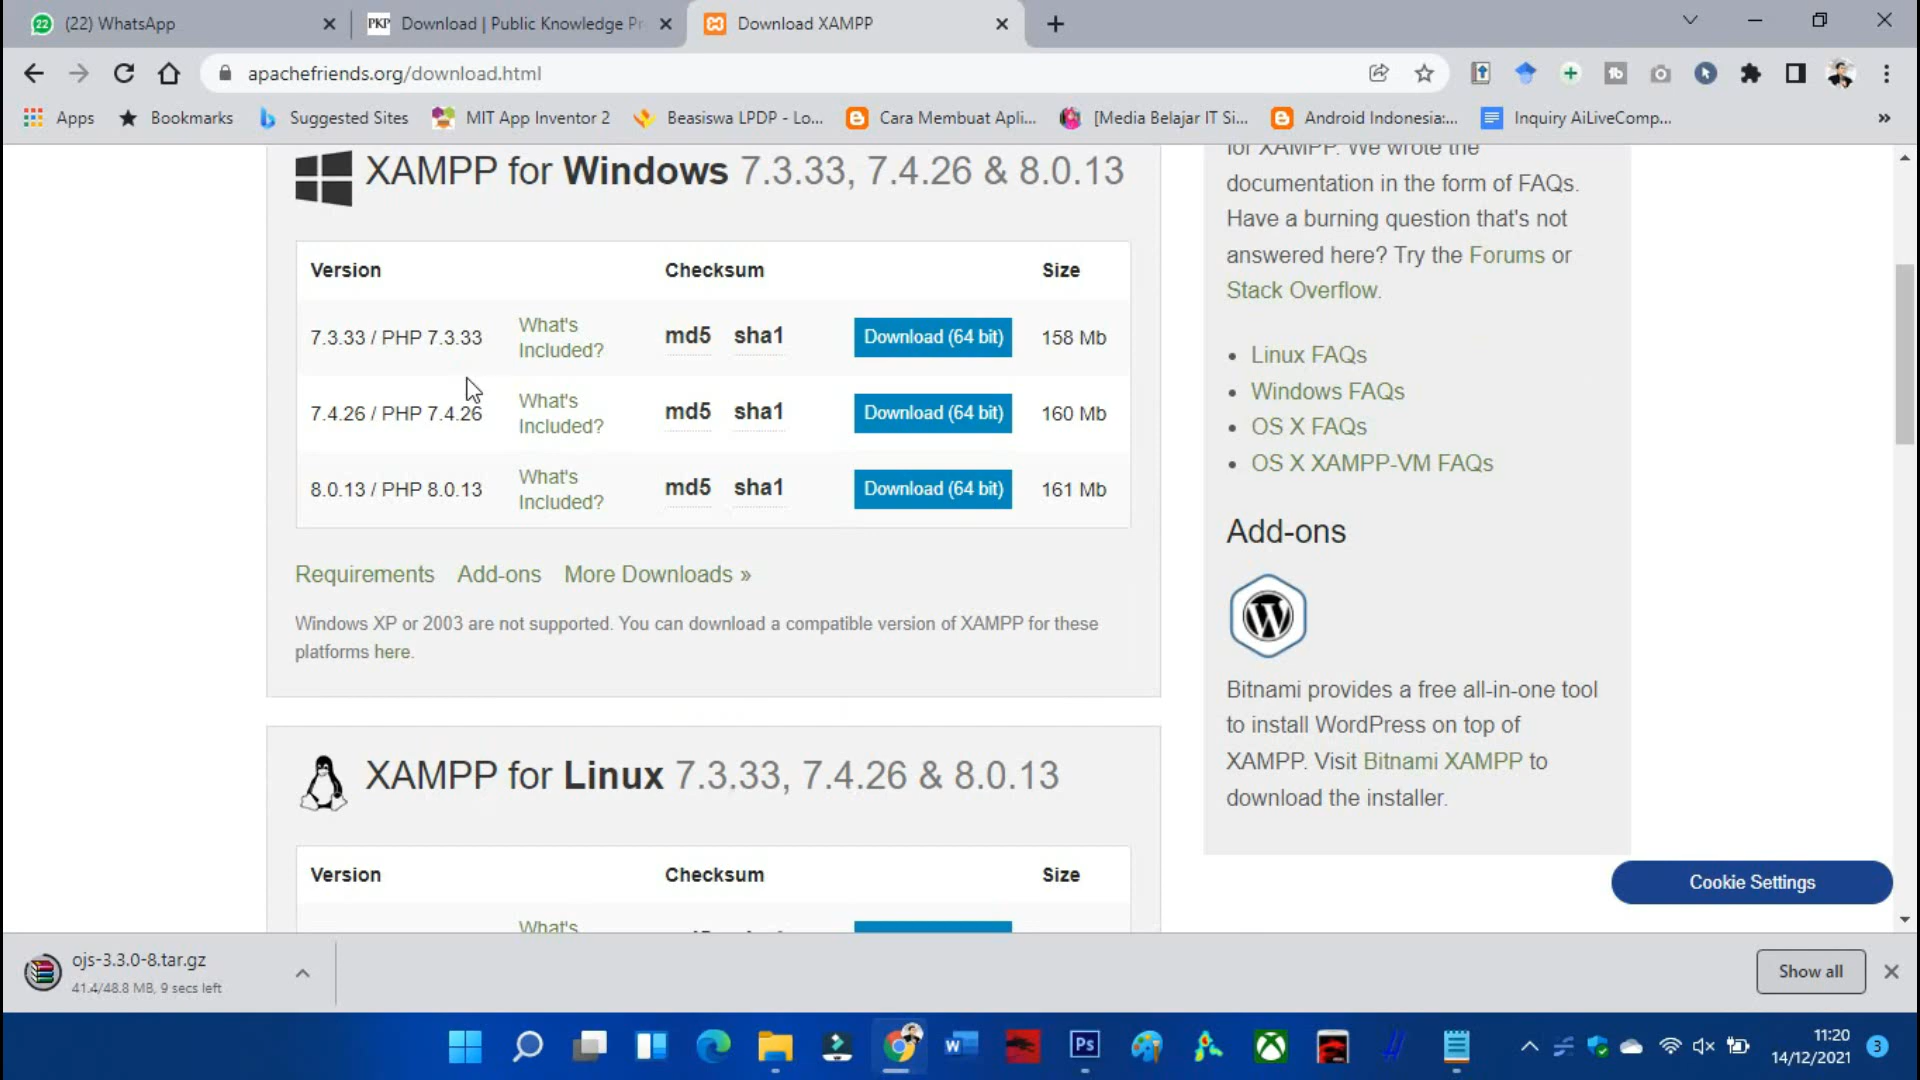 22
(22) WhatsApp
PKP
Download | Public Knowledge Pr
Download XAMPP
apachefriends.org/download.html
Apps
Bookmarks
Suggested Sites
MIT App Inventor 2
Beasiswa LPDP - Lo...
Cara Membuat Apli...
[Media Belajar IT Si...
Android Indonesia:...
Inquiry AiLiveComp...
»
XAMPP for Windows 7.3.33, 7.4.26 & 8.0.13
Version Checksum Size
7.3.33 / PHP 7.3.33 What's Included? md5 sha1 Download (64 bit) 158 Mb
7.4.26 / PHP 7.4.26 What's Included? md5 sha1 Download (64 bit) 160 Mb
8.0.13 / PHP 8.0.13 What's Included? md5 sha1 Download (64 bit) 161 Mb
Requirements Add-ons More Downloads »
Windows XP or 2003 are not supported. You can download a compatible version of XAMPP for these
platforms here.
XAMPP for Linux 7.3.33, 7.4.26 & 8.0.13
Version Checksum Size
What's
for XAMPP. We wrote the
documentation in the form of FAQs.
Have a burning question that's not
answered here? Try the Forums or
Stack Overflow.
• Linux FAQs
• Windows FAQs
• OS X FAQs
• OS X XAMPP-VM FAQs
Add-ons
Bitnami provides a free all-in-one tool
to install WordPress on top of
XAMPP. Visit Bitnami XAMPP to
download the installer.
Cookie Settings
ojs-3.3.0-8.tar.gz
41.4/48.8 MB, 9 secs left
Show all
Ps
11:20
14/12/2021
3